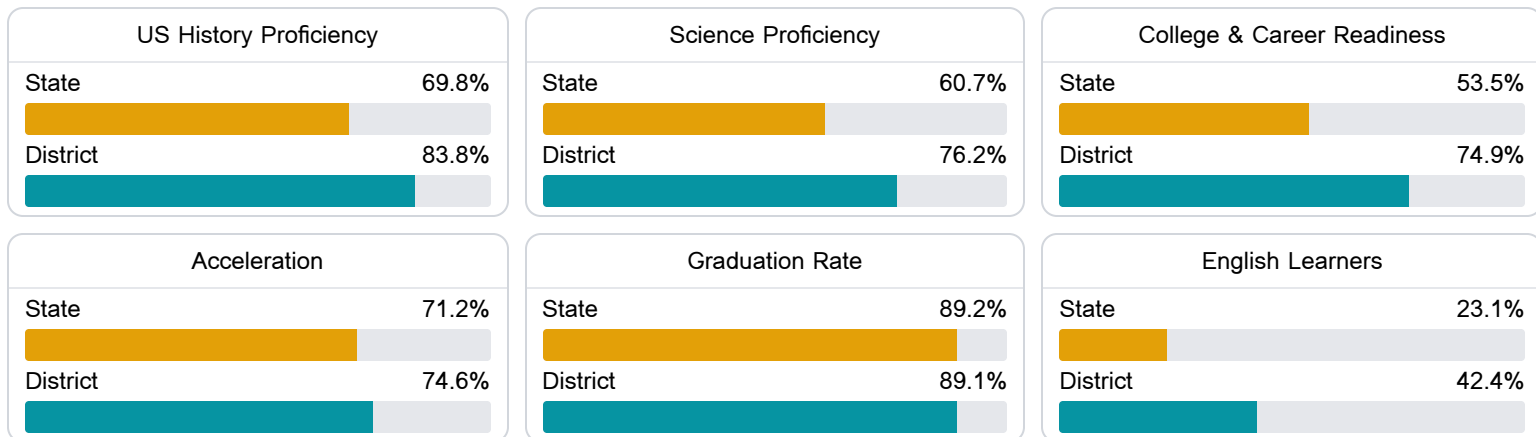 US History Proficiency
State 69.8%
District 83.8%
Science Proficiency
State 60.7%
District 76.2%
College & Career Readiness
State 53.5%
District 74.9%
Acceleration
State 71.2%
District 74.6%
Graduation Rate
State 89.2%
District 89.1%
English Learners
State 23.1%
District 42.4%